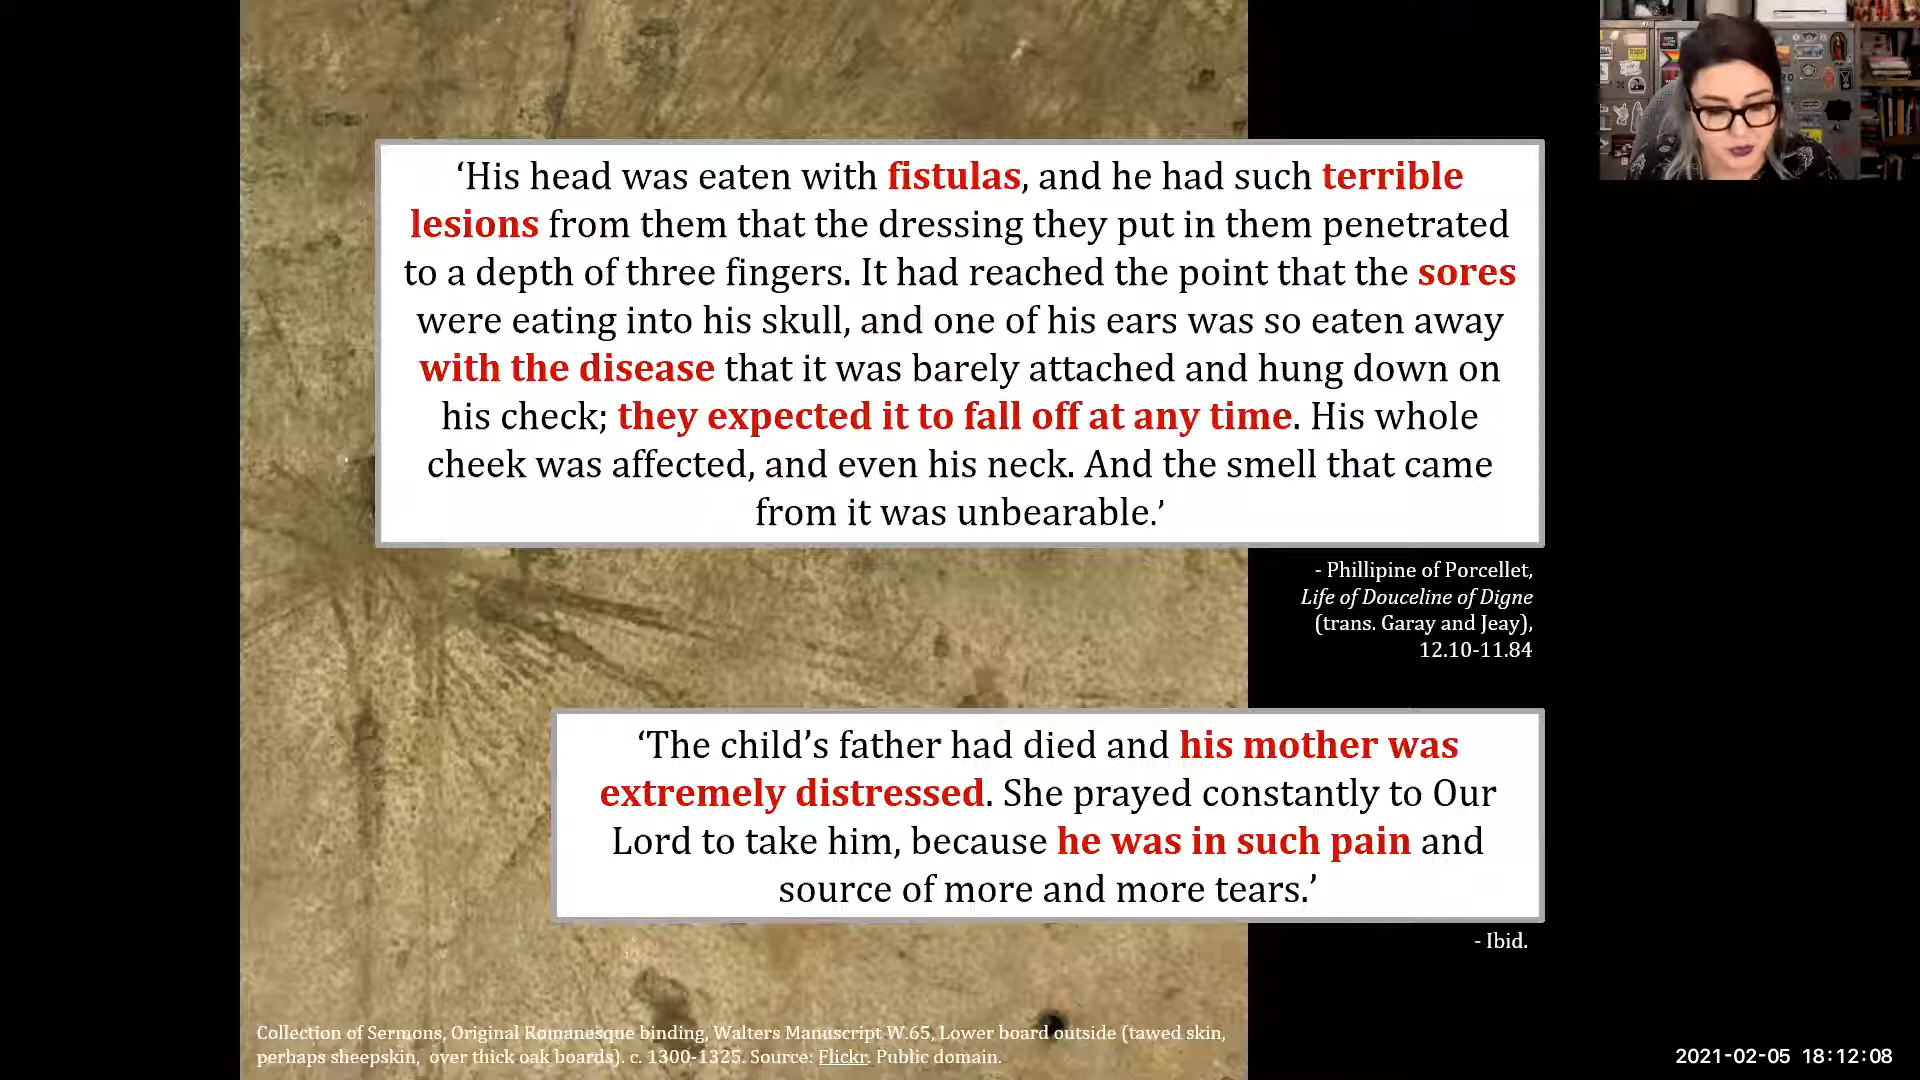 ‘His head was eaten with fistulas, and he had such terrible
lesions from them that the dressing they put in them penetrated
to a depth of three fingers. It had reached the point that the sores
were eating into his skull, and one of his ears was so eaten away
with the disease that it was barely attached and hung down on
his check; they expected it to fall off at any time. His whole
cheek was affected, and even his neck. And the smell that came
from it was unbearable.’
- Phillipine of Porcellet,
Life of Douceline of Digne
(trans. Garay and Jeay),
12.10-11.84
‘The child’s father had died and his mother was
extremely distressed. She prayed constantly to Our
Lord to take him, because he was in such pain and
source of more and more tears.’
- Ibid.
Collection of Sermons, Original Romanesque binding, Walters Manuscript W.65, Lower board outside (tawed skin,
perhaps sheepskin, over thick oak boards). c. 1300-1325. Source: Flickr. Public domain.
2021-02-05 18:12:08